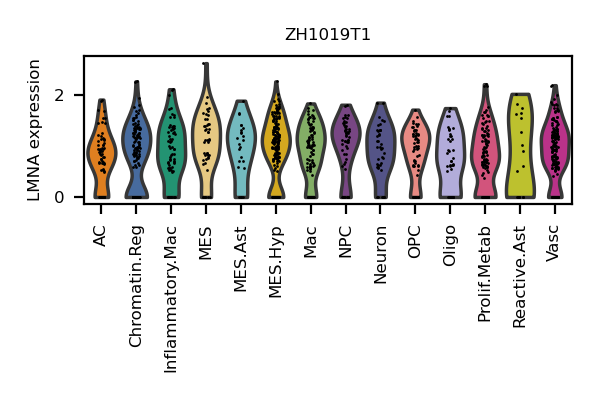 ZH1019T1
LMNA expression
2
0
AC
Chromatin.Reg
Inflammatory.Mac
MES
MES.Ast
MES.Hyp
Mac
NPC
Neuron
OPC
Oligo
Prolif.Metab
Reactive.Ast
Vasc